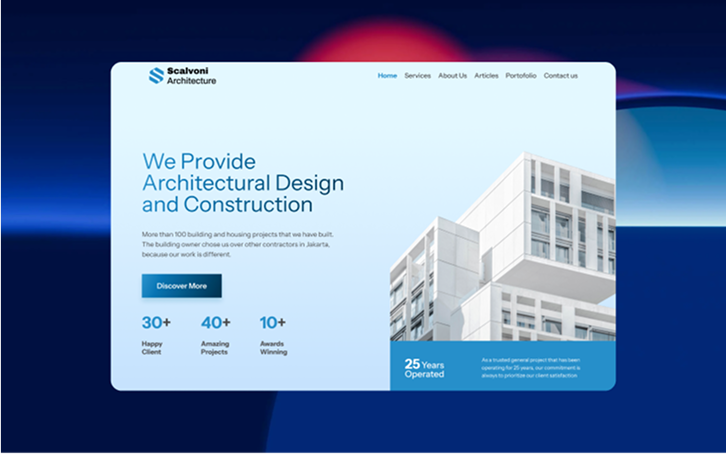 Scalvoni
Architecture
Home Services About Us Articles Portofolio Contact us
We Provide
Architectural Design
and Construction
More than 100 building and housing projects that we have built.
The building owner chose us over other contractors in Jakarta,
because our work is different.
Discover More
30+ 40+ 10+
Happy Amazing Awards
Client Projects Winning
25 Years
Operated
As a trusted general project that has been
operating for 25 years, our commitment is
always to prioritize our client satisfaction